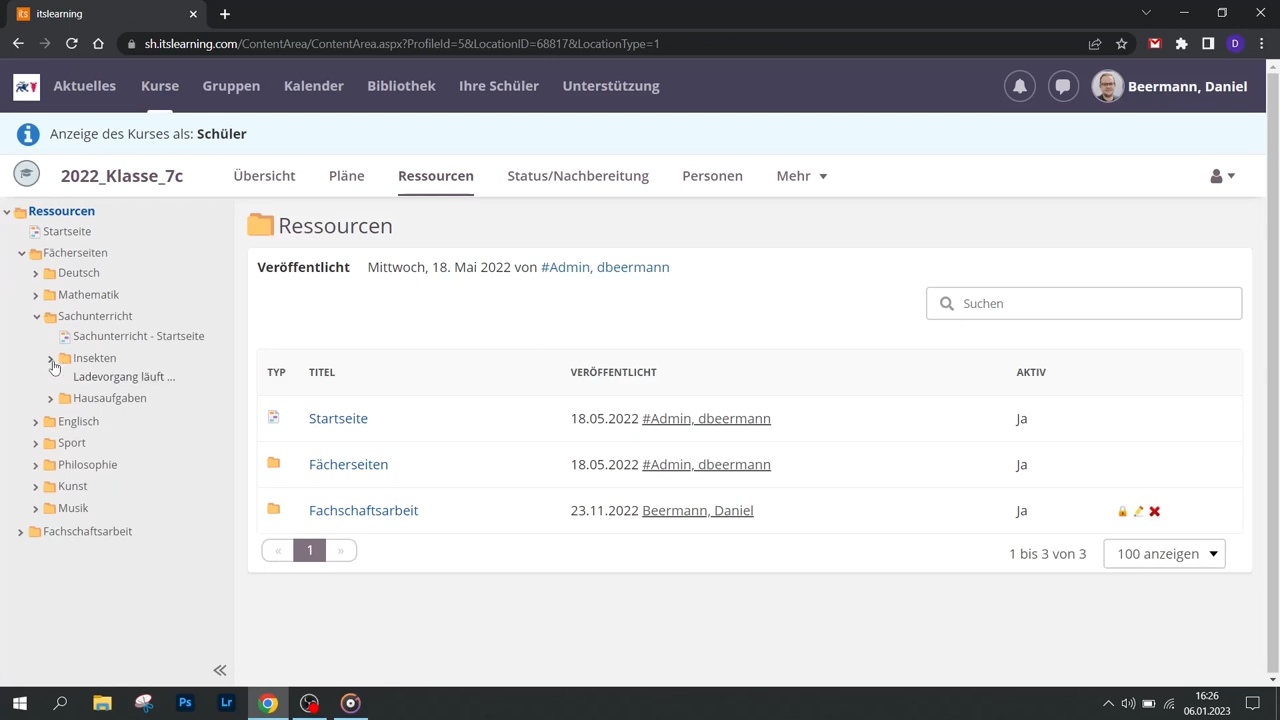 itslearning
sh.itslearning.com/ContentArea/ContentArea.aspx?ProfileId=5&LocationID=68817&LocationType=1
D
Aktuelles Kurse Gruppen Kalender Bibliothek Ihre Schüler Unterstützung Beermann, Daniel
Anzeige des Kurses als: Schüler
2022_Klasse_7c Übersicht Pläne Ressourcen Status/Nachbereitung Personen Mehr
Ressourcen
Startseite
Fächerseiten
Deutsch
Mathematik
Sachunterricht
Sachunterricht - Startseite
Insekten
Ladevorgang läuft ...
Hausaufgaben
Englisch
Sport
Philosophie
Kunst
Musik
Fachschaftsarbeit
Ressourcen
Veröffentlicht Mittwoch, 18. Mai 2022 von #Admin, dbeermann
Suchen
TYP TITEL VERÖFFENTLICHT AKTIV
Startseite 18.05.2022 #Admin, dbeermann Ja
Fächerseiten 18.05.2022 #Admin, dbeermann Ja
Fachschaftsarbeit 23.11.2022 Beermann, Daniel Ja
« 1 » 1 bis 3 von 3 100 anzeigen
Ps Lr
16:26
06.01.2023